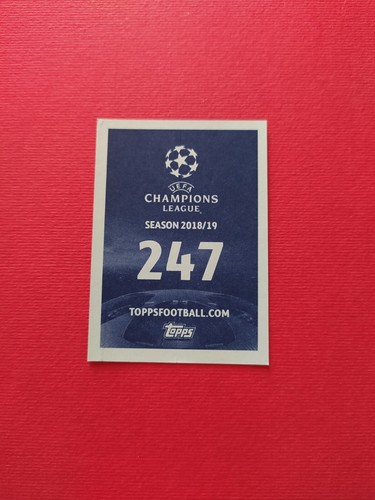 UEFA
CHAMPIONS
LEAGUE
SEASON 2018/19
247
TOPPSFOOTBALL.COM
topps